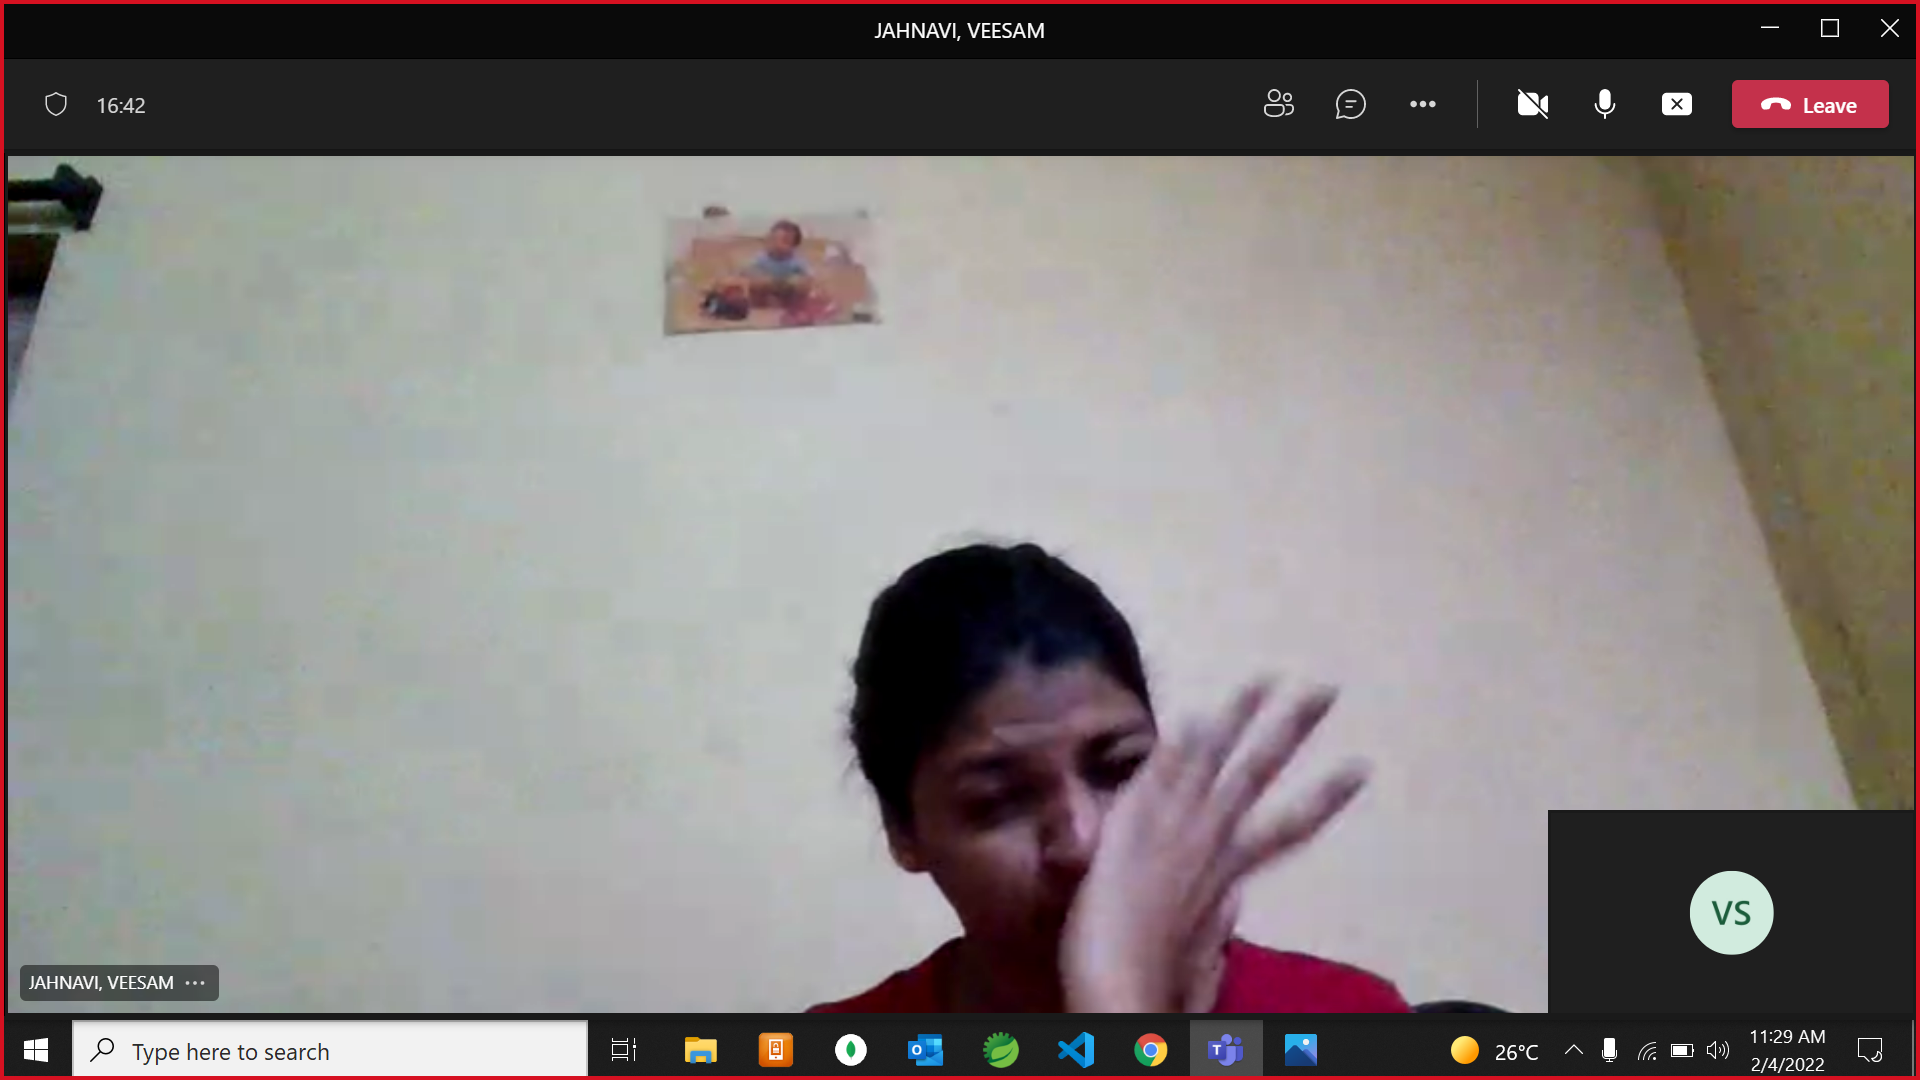 JAHNAVI, VEESAM
16:42
Leave
JAHNAVI, VEESAM
VS
Type here to search
26°C
11:29 AM
2/4/2022